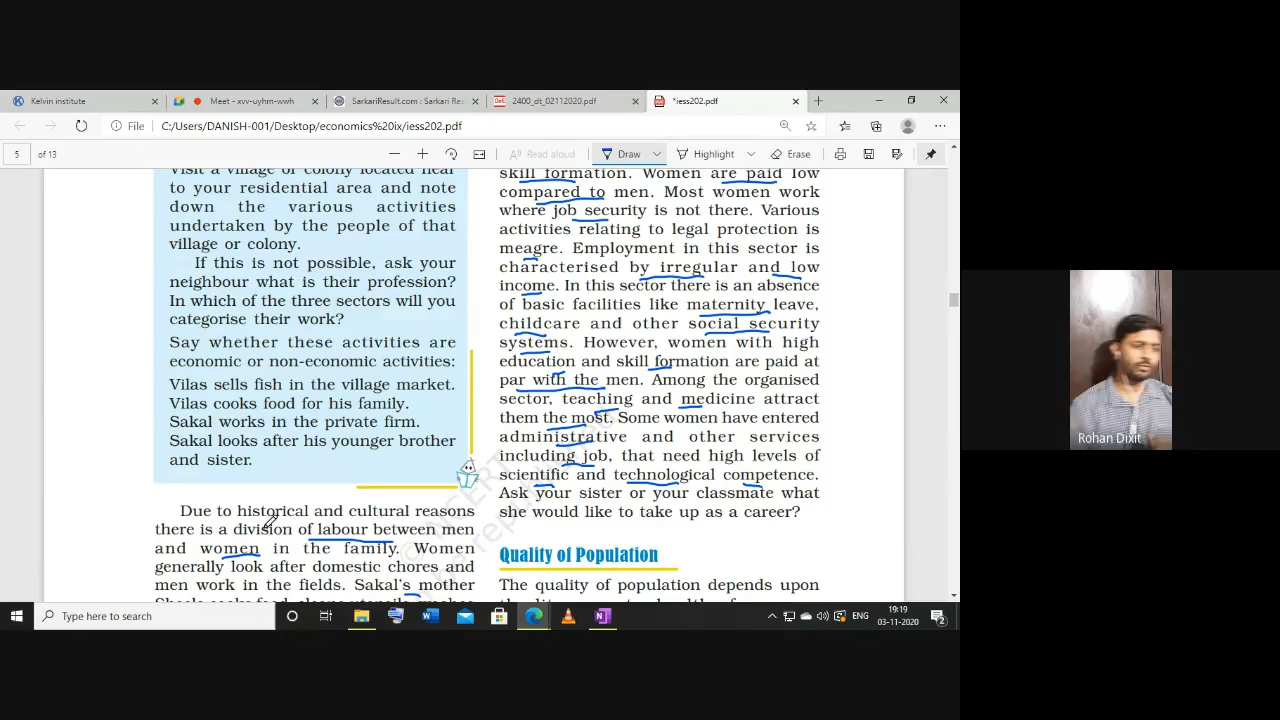 Kelvin institute
Meet - xvv-uyhm-wwh
SarkariResult.com : Sarkari Res
2400_dt_02112020.pdf
*iess202.pdf
File
C:/Users/DANISH-001/Desktop/economics%20ix/iess202.pdf
5 of 13
Read aloud
Draw
Highlight
Erase
Visit a village or colony located near
to your residential area and note
down the various activities
undertaken by the people of that
village or colony.
If this is not possible, ask your
neighbour what is their profession?
In which of the three sectors will you
categorise their work?
Say whether these activities are
economic or non-economic activities:
Vilas sells fish in the village market.
Vilas cooks food for his family.
Sakal works in the private firm.
Sakal looks after his younger brother
and sister.
Due to historical and cultural reasons
there is a division of labour between men
and women in the family. Women
generally look after domestic chores and
men work in the fields. Sakal's mother
skill formation. Women are paid low
compared to men. Most women work
where job security is not there. Various
activities relating to legal protection is
meagre. Employment in this sector is
characterised by irregular and low
income. In this sector there is an absence
of basic facilities like maternity leave,
childcare and other social security
systems. However, women with high
education and skill formation are paid at
par with the men. Among the organised
sector, teaching and medicine attract
them the most. Some women have entered
administrative and other services
including job, that need high levels of
scientific and technological competence.
Ask your sister or your classmate what
she would like to take up as a career?
Quality of Population
The quality of population depends upon
Rohan Dixit
Type here to search
ENG
19:19
03-11-2020
2